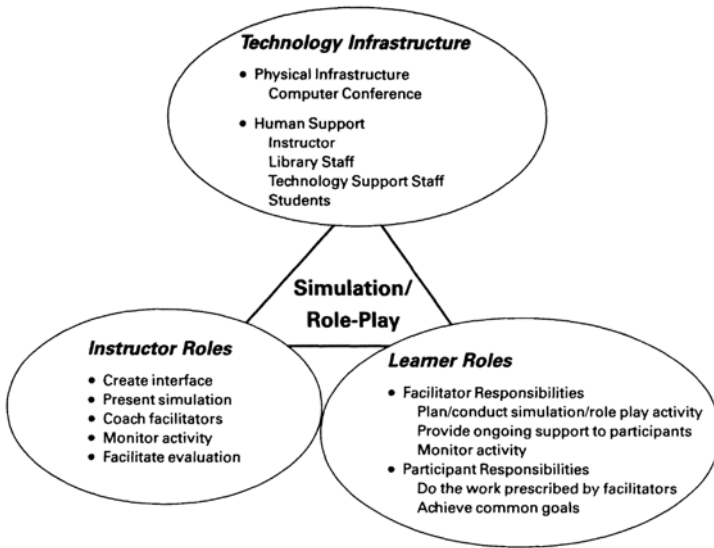 Technology Infrastructure
• Physical Infrastructure
Computer Conference
• Human Support
Instructor
Library Staff
Technology Support Staff
Students
Simulation/
Role-Play
Instructor Roles
• Create interface
• Present simulation
• Coach facilitators
• Monitor activity
• Facilitate evaluation
Learner Roles
• Facilitator Responsibilities
Plan/conduct simulation/role play activity
Provide ongoing support to participants
Monitor activity
• Participant Responsibilities
Do the work prescribed by facilitators
Achieve common goals